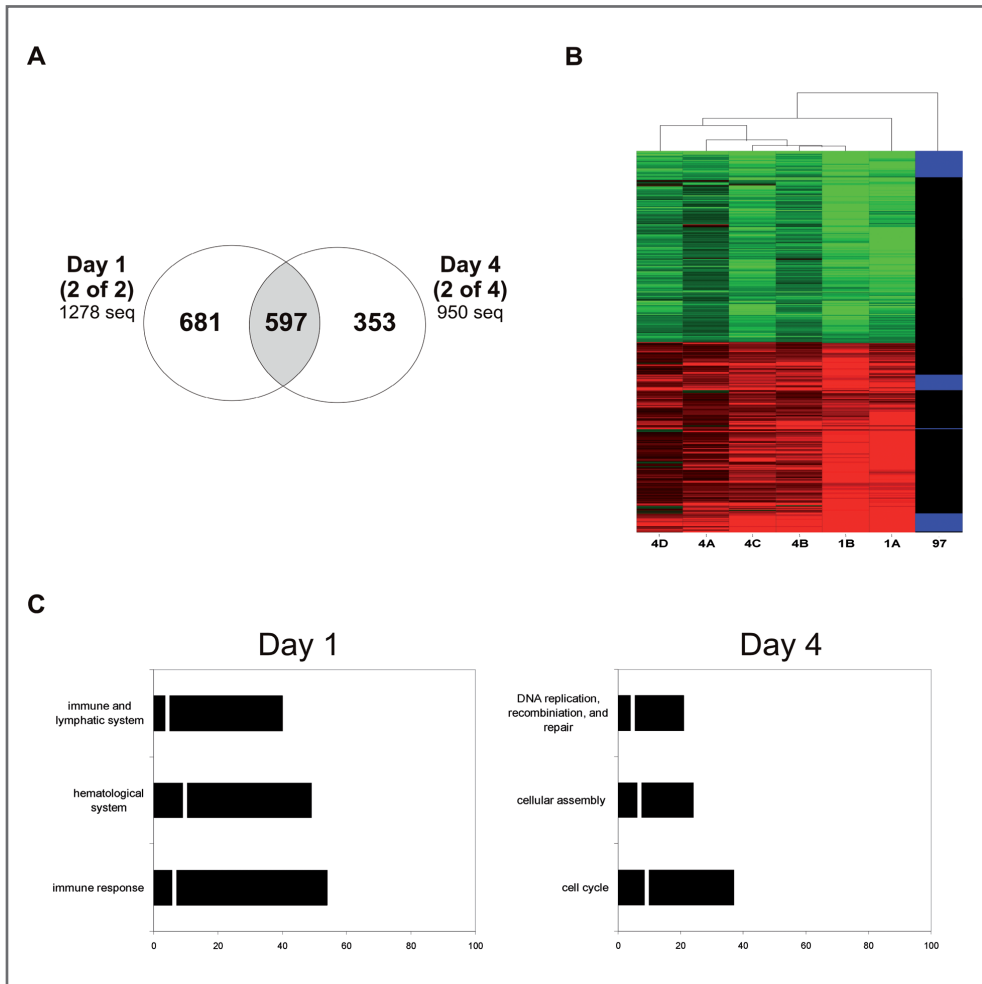 A
Day 1
(2 of 2)
1278 seq
681
597
353
Day 4
(2 of 4)
950 seq
B
4D 4A 4C 4B 1B 1A 97
C
Day 1
immune and
lymphatic system
hematological
system
immune response
0 20 40 60 80 100
Day 4
DNA replication,
recombiniation, and
repair
cellular assembly
cell cycle
0 20 40 60 80 100